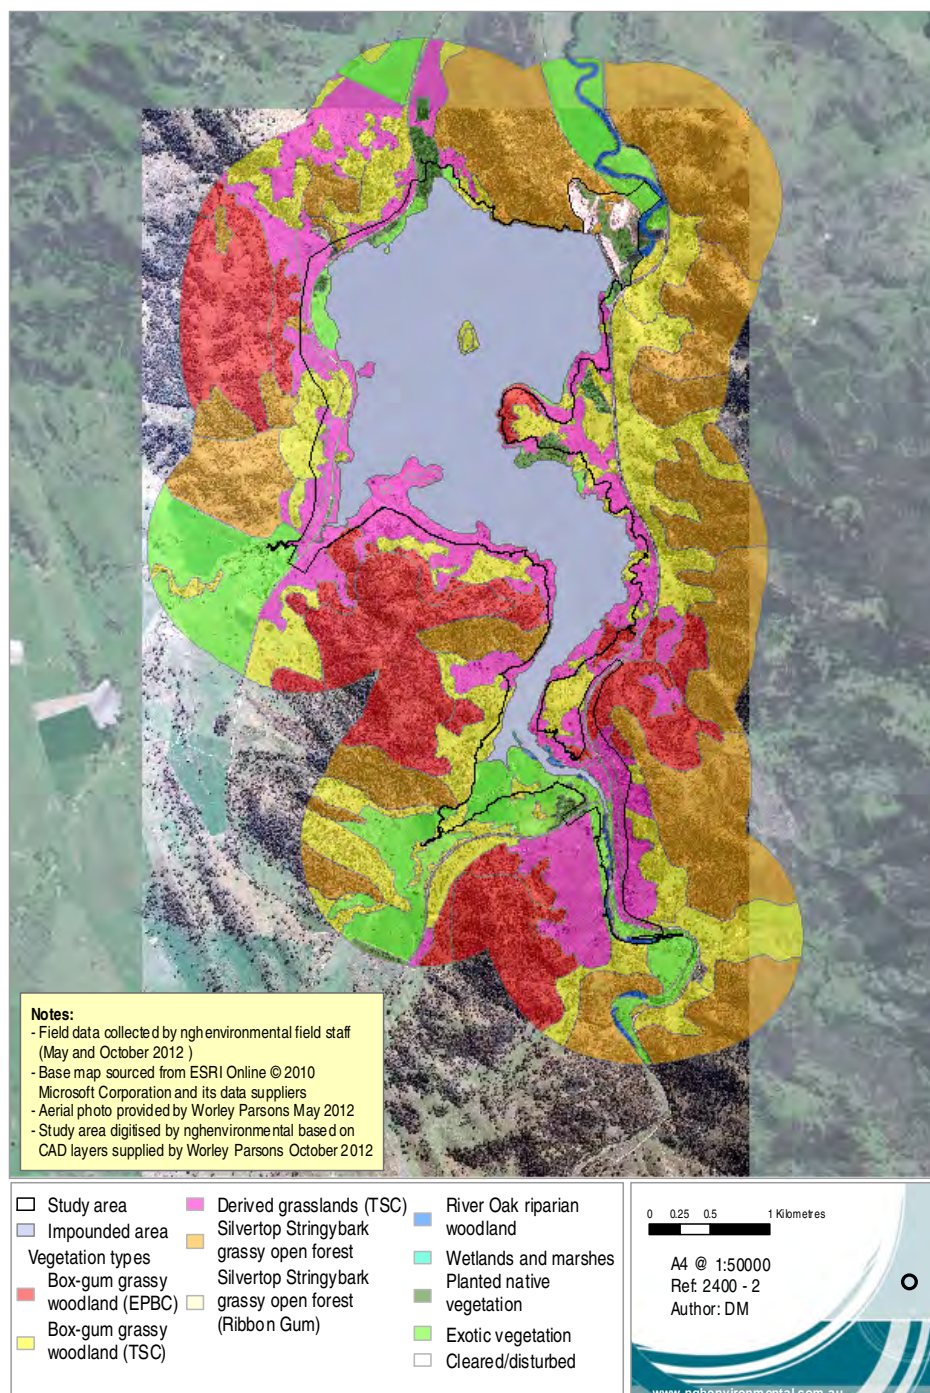 Notes:
- Field data collected by nghenvironmental field staff
(May and October 2012 )
- Base map sourced from ESRI Online © 2010
Microsoft Corporation and its data suppliers
- Aerial photo provided by Worley Parsons May 2012
- Study area digitised by nghenvironmental based on
CAD layers supplied by Worley Parsons October 2012
Study area
Impounded area
Vegetation types
Box-gum grassy
woodland (EPBC)
Box-gum grassy
woodland (TSC)
Derived grasslands (TSC)
Silvertop Stringybark
grassy open forest
Silvertop Stringybark
grassy open forest
(Ribbon Gum)
River Oak riparian
woodland
Wetlands and marshes
Planted native
vegetation
Exotic vegetation
Cleared/disturbed
0 0.25 0.5 1 Kilometres
A4 @ 1:50000
Ref: 2400 - 2
Author: DM
www.nghenvironmental.com.au